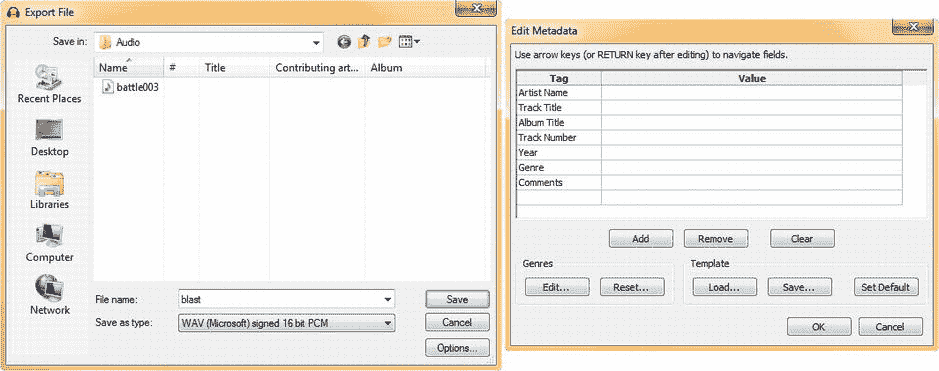 Export File
Save in: Audio
Name # Title Contributing art... Album
battle003
Recent Places
Desktop
Libraries
Computer
Network
File name: blast Save
Save as type: WAV (Microsoft) signed 16 bit PCM Cancel
Options...
Edit Metadata
Use arrow keys (or RETURN key after editing) to navigate fields.
Tag Value
Artist Name
Track Title
Album Title
Track Number
Year
Genre
Comments
Add Remove Clear
Genres Template
Edit... Reset... Load... Save... Set Default
OK Cancel